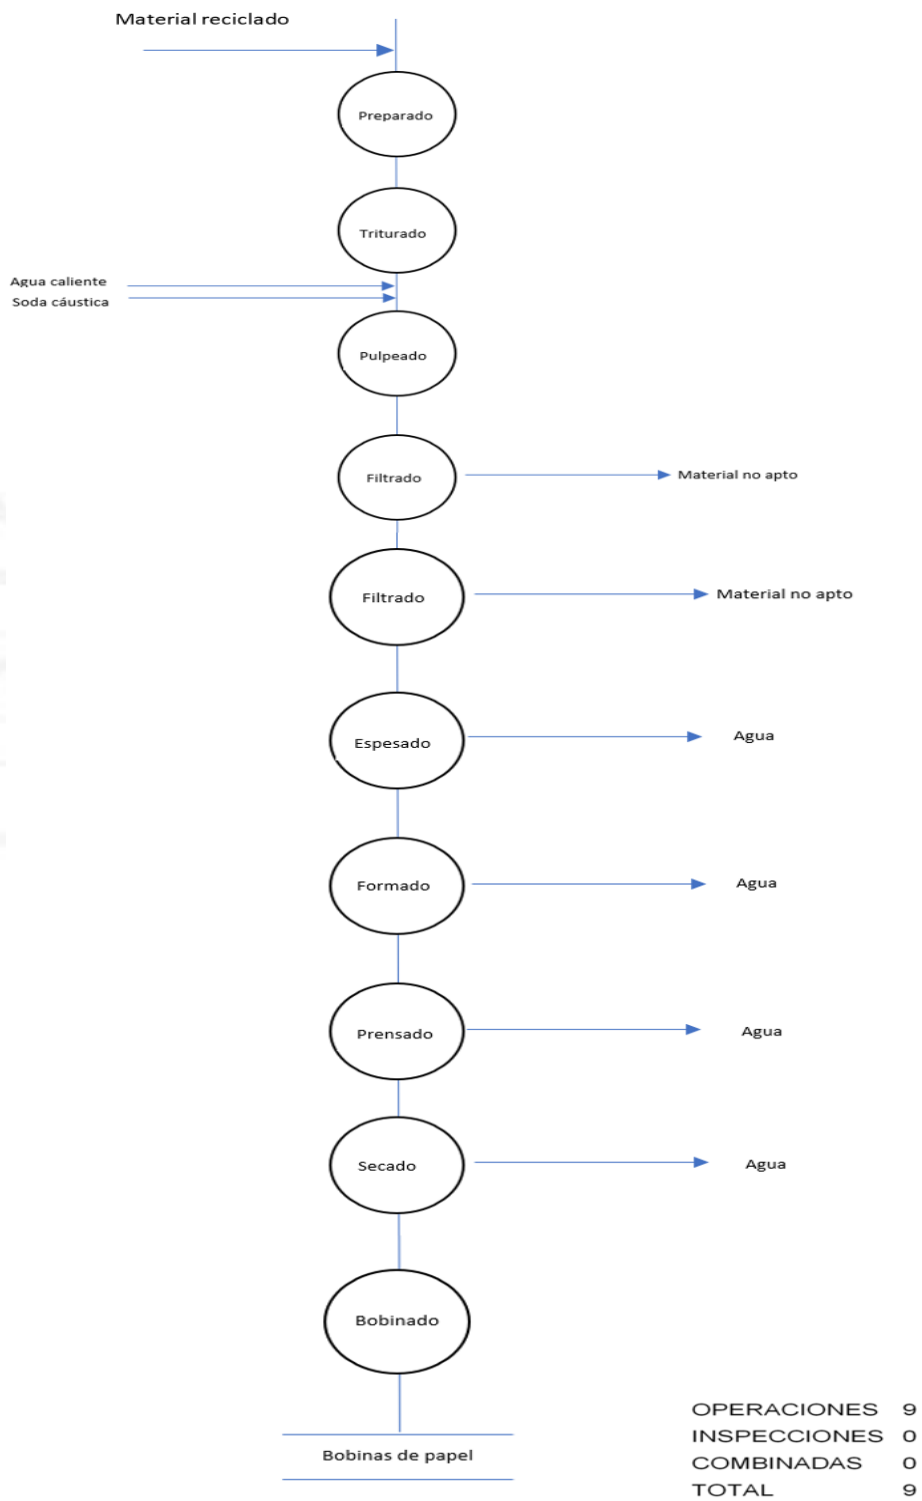 Material reciclado
Preparado
Triturado
Agua caliente
Soda cáustica
Pulpeado
Filtrado
Material no apto
Filtrado
Material no apto
Espesado
Agua
Formado
Agua
Prensado
Agua
Secado
Agua
Bobinado
Bobinas de papel
OPERACIONES 9
INSPECCIONES 0
COMBINADAS 0
TOTAL 9